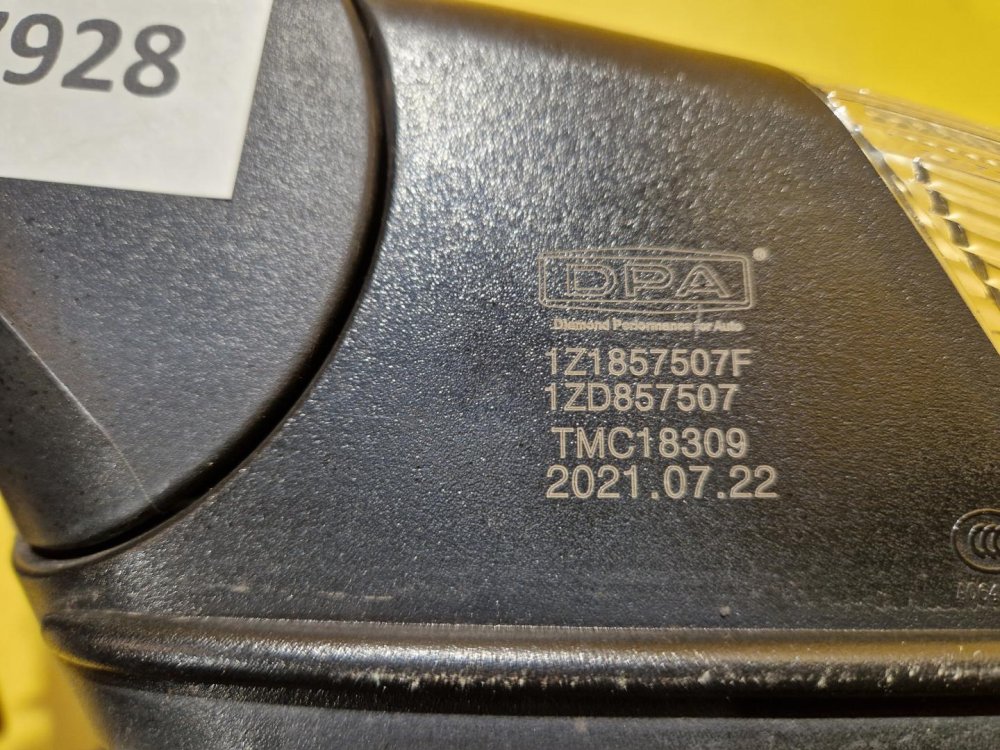 7928
DPA®
Diamond Performance for Auto
1Z1857507F
1ZD857507
TMC18309
2021.07.22